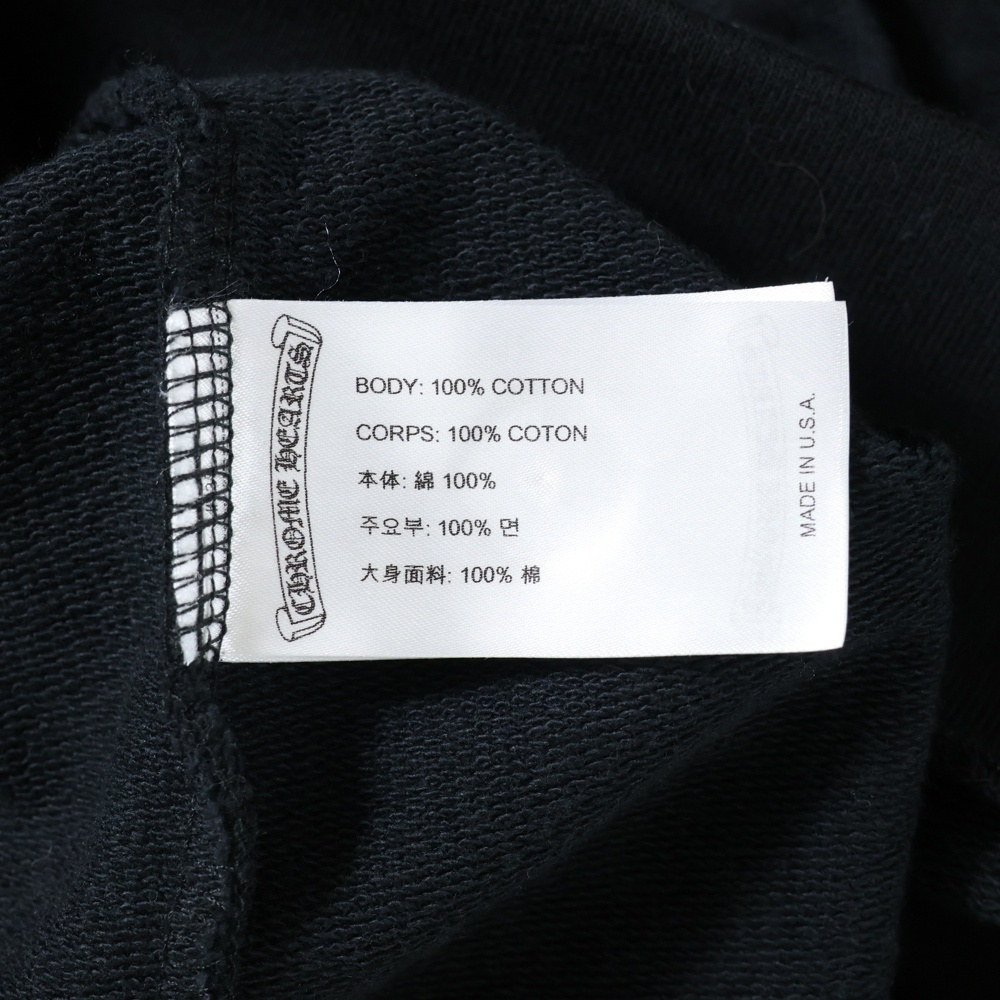 CHROME HEARTS
BODY: 100% COTTON
CORPS: 100% COTON
本体: 綿 100%
주요부: 100% 면
大身面料: 100% 棉
MADE IN U.S.A.